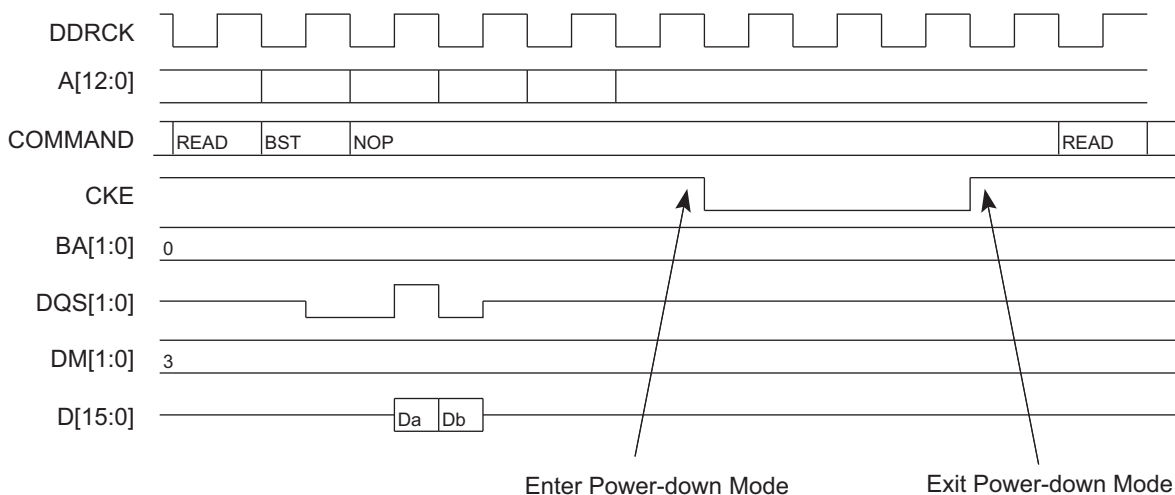 DDRCK
A[12:0]
COMMAND READ BST NOP READ
CKE
BA[1:0] 0
DQS[1:0]
DM[1:0] 3
D[15:0] Da Db
Enter Power-down Mode Exit Power-down Mode